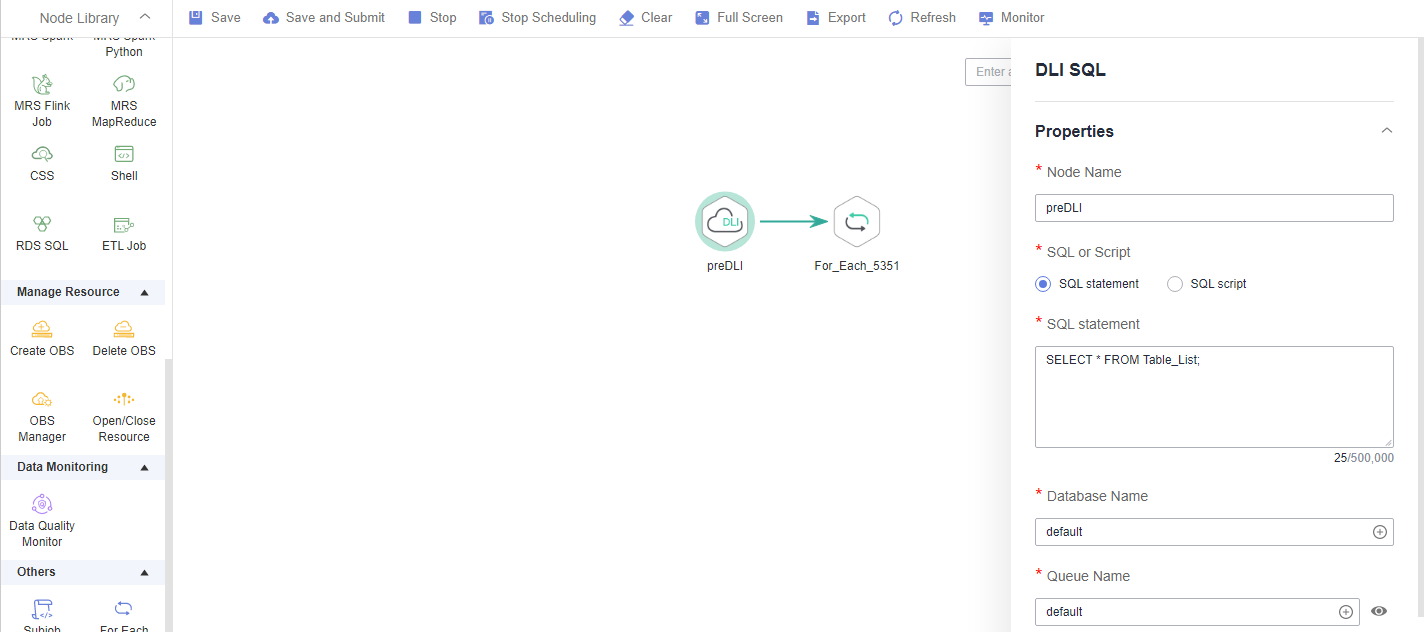 Node Library
Save
Save and Submit
Stop
Stop Scheduling
Clear
Full Screen
Export
Refresh
Monitor
MRS Spark
MRS Spark
Python
MRS Flink
Job
MRS
MapReduce
CSS
Shell
RDS SQL
ETL Job
Manage Resource
Create OBS
Delete OBS
OBS
Manager
Open/Close
Resource
Data Monitoring
Data Quality
Monitor
Others
Subjob
For Each
Enter a
DLI
preDLI
For_Each_5351
DLI SQL
Properties
* Node Name
preDLI
* SQL or Script
SQL statement
SQL script
* SQL statement
SELECT * FROM Table_List;
25/500,000
* Database Name
default
* Queue Name
default